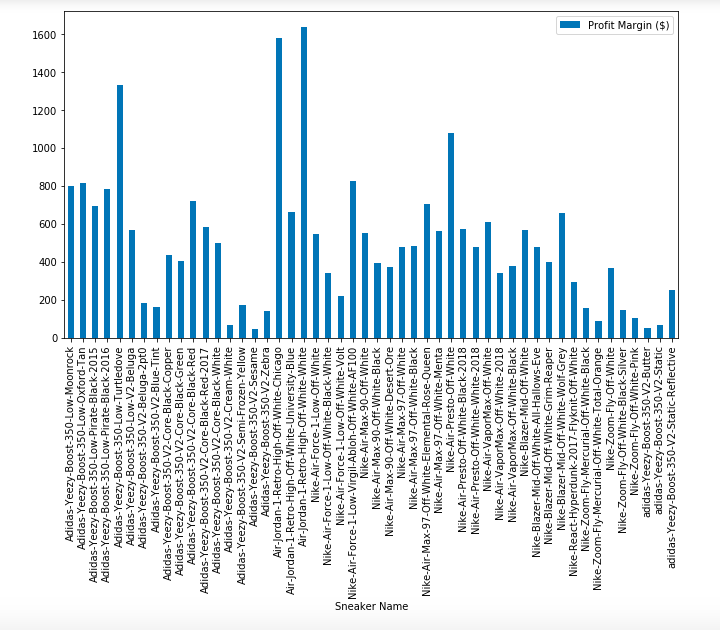 Profit Margin ($)
1600
1400
1200
1000
800
600
400
200
0
Adidas-Yeezy-Boost-350-Low-Moonrock
Adidas-Yeezy-Boost-350-Low-Oxford-Tan
Adidas-Yeezy-Boost-350-Low-Pirate-Black-2015
Adidas-Yeezy-Boost-350-Low-Pirate-Black-2016
Adidas-Yeezy-Boost-350-Low-Turtledove
Adidas-Yeezy-Boost-350-Low-V2-Beluga
Adidas-Yeezy-Boost-350-V2-Beluga-2pt0
Adidas-Yeezy-Boost-350-V2-Blue-Tint
Adidas-Yeezy-Boost-350-V2-Core-Black-Copper
Adidas-Yeezy-Boost-350-V2-Core-Black-Green
Adidas-Yeezy-Boost-350-V2-Core-Black-Red
Adidas-Yeezy-Boost-350-V2-Core-Black-Red-2017
Adidas-Yeezy-Boost-350-V2-Core-Black-White
Adidas-Yeezy-Boost-350-V2-Cream-White
Adidas-Yeezy-Boost-350-V2-Semi-Frozen-Yellow
Adidas-Yeezy-Boost-350-V2-Sesame
Adidas-Yeezy-Boost-350-V2-Zebra
Air-Jordan-1-Retro-High-Off-White-Chicago
Air-Jordan-1-Retro-High-Off-White-University-Blue
Air-Jordan-1-Retro-High-Off-White-White
Nike-Air-Force-1-Low-Off-White
Nike-Air-Force-1-Low-Off-White-Black-White
Nike-Air-Force-1-Low-Off-White-Volt
Nike-Air-Force-1-Low-Virgil-Abloh-Off-White-AF100
Nike-Air-Max-90-Off-White
Nike-Air-Max-90-Off-White-Black
Nike-Air-Max-90-Off-White-Desert-Ore
Nike-Air-Max-97-Off-White
Nike-Air-Max-97-Off-White-Black
Nike-Air-Max-97-Off-White-Elemental-Rose-Queen
Nike-Air-Max-97-Off-White-Menta
Nike-Air-Presto-Off-White
Nike-Air-Presto-Off-White-Black-2018
Nike-Air-Presto-Off-White-White-2018
Nike-Air-VaporMax-Off-White
Nike-Air-VaporMax-Off-White-2018
Nike-Air-VaporMax-Off-White-Black
Nike-Blazer-Mid-Off-White
Nike-Blazer-Mid-Off-White-All-Hallows-Eve
Nike-Blazer-Mid-Off-White-Grim-Reaper
Nike-Blazer-Mid-Off-White-Wolf-Grey
Nike-React-Hyperdunk-2017-Flyknit-Off-White
Nike-Zoom-Fly-Mercurial-Off-White-Black
Nike-Zoom-Fly-Mercurial-Off-White-Total-Orange
Nike-Zoom-Fly-Off-White
Nike-Zoom-Fly-Off-White-Black-Silver
Nike-Zoom-Fly-Off-White-Pink
adidas-Yeezy-Boost-350-V2-Butter
adidas-Yeezy-Boost-350-V2-Static
adidas-Yeezy-Boost-350-V2-Static-Reflective
Sneaker Name